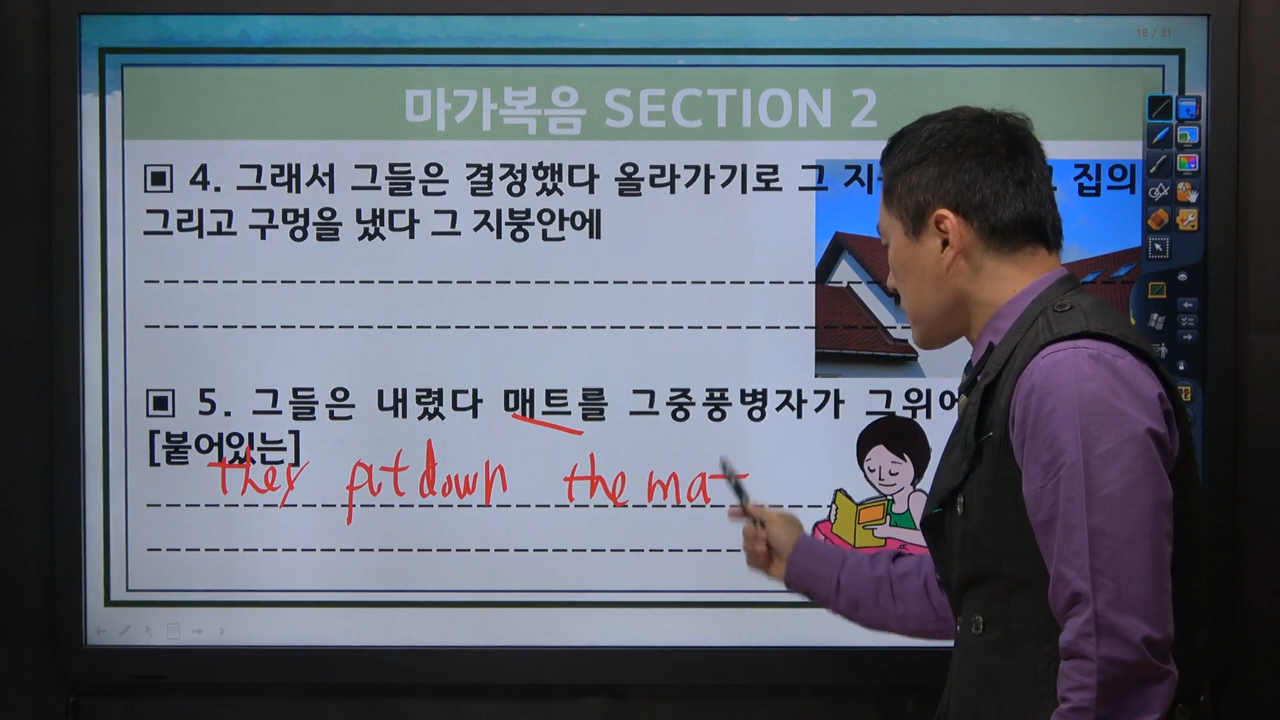 18 / 31
마가복음 SECTION 2
▣ 4. 그래서 그들은 결정했다 올라가기로 그 집의
그리고 구멍을 냈다 그 지붕안에
▣ 5. 그들은 내렸다 매트를 그중풍병자가 그위에
[붙어있는]
they put down the mat